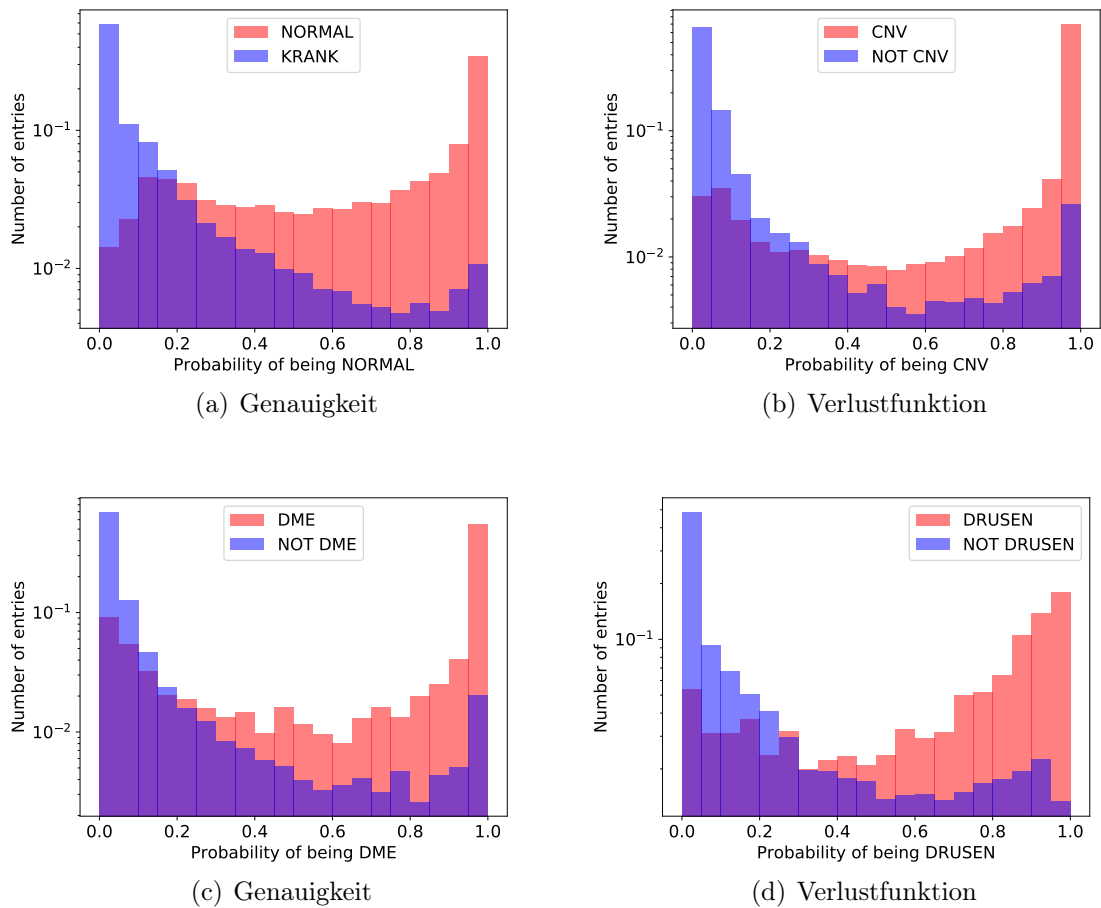 NORMAL
KRANK
Number of entries
10⁻¹
10⁻²
0.0 0.2 0.4 0.6 0.8 1.0
Probability of being NORMAL
(a) Genauigkeit
CNV
NOT CNV
Number of entries
10⁻¹
10⁻²
0.0 0.2 0.4 0.6 0.8 1.0
Probability of being CNV
(b) Verlustfunktion
DME
NOT DME
Number of entries
10⁻¹
10⁻²
0.0 0.2 0.4 0.6 0.8 1.0
Probability of being DME
(c) Genauigkeit
DRUSEN
NOT DRUSEN
Number of entries
10⁻¹
0.0 0.2 0.4 0.6 0.8 1.0
Probability of being DRUSEN
(d) Verlustfunktion